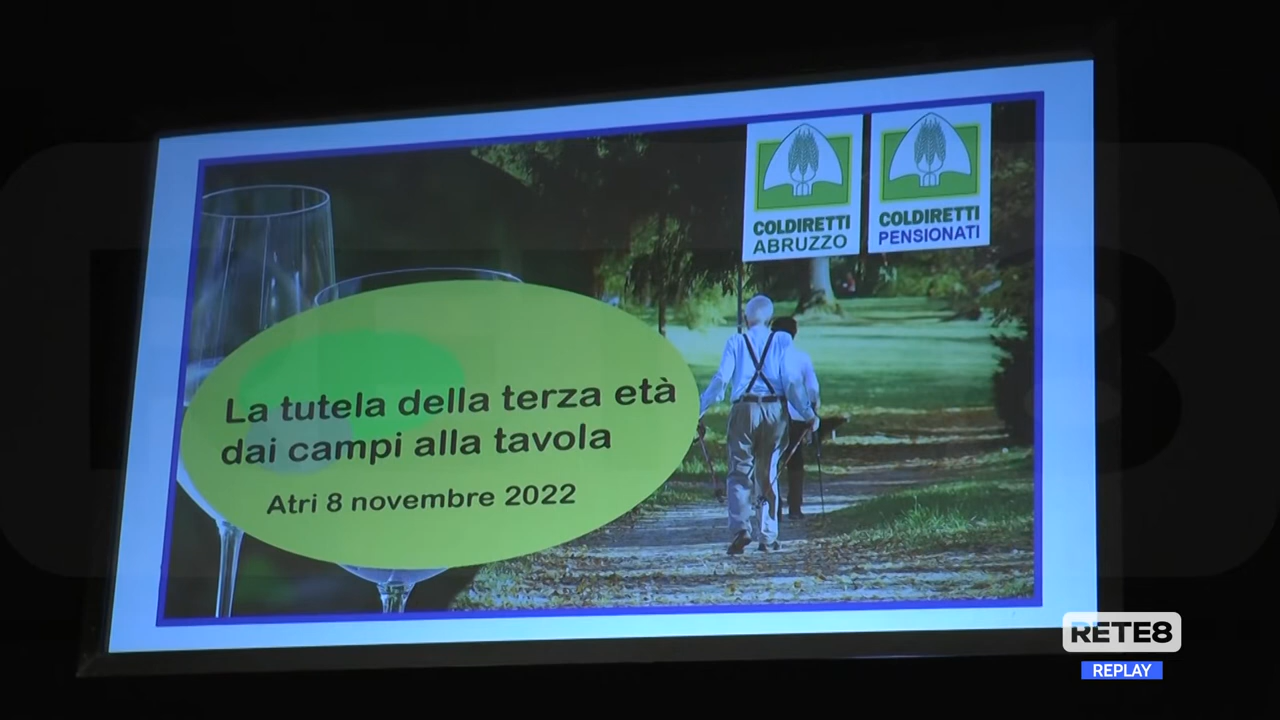 COLDIRETTI
ABRUZZO
COLDIRETTI
PENSIONATI
La tutela della terza età
dai campi alla tavola
Atri 8 novembre 2022
RETE8
REPLAY